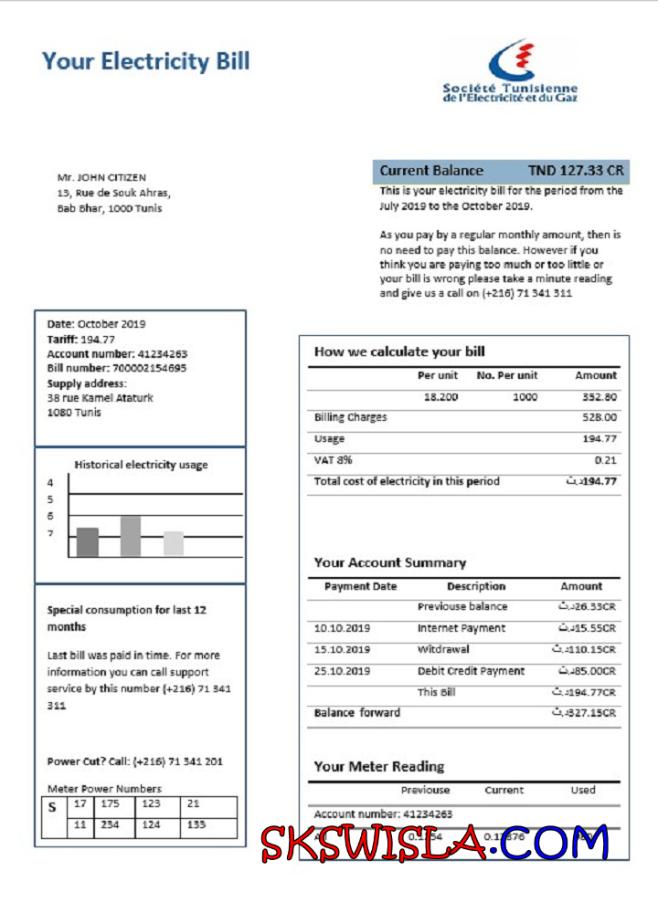 Your Electricity Bill
Société Tunisienne
de l'Electricité et du Gaz
Mr. JOHN CITIZEN
13, Rue de Souk Ahras,
Bab Bhar, 1000 Tunis
Current Balance TND 127.33 CR
This is your electricity bill for the period from the
July 2019 to the October 2019.
As you pay by a regular monthly amount, then is
no need to pay this balance. However if you
think you are paying too much or too little or
your bill is wrong please take a minute reading
and give us a call on (+216) 71 341 311
Date: October 2019
Tariff: 194.77
Account number: 41234263
Bill number: 700002154695
Supply address:
38 rue Kamel Ataturk
1080 Tunis
Historical electricity usage
4
5
6
7
Special consumption for last 12
months
Last bill was paid in time. For more
information you can call support
service by this number (+216) 71 341
311
Power Cut? Call: (+216) 71 341 201
Meter Power Numbers
S 17 175 123 21
11 234 124 135
How we calculate your bill
Per unit No. Per unit Amount
18.200 1000 352.80
Billing Charges 528.00
Usage 194.77
VAT 8% 0.21
Total cost of electricity in this period د.ت194.77
Your Account Summary
Payment Date Description Amount
Previouse balance د.ت26.33CR
10.10.2019 Internet Payment د.ت15.55CR
15.10.2019 Witdrawal د.ت110.15CR
25.10.2019 Debit Credit Payment د.ت85.00CR
This Bill د.ت194.77CR
Balance forward د.ت327.15CR
Your Meter Reading
Previouse Current Used
Account number: 41234263
SKSWISLA.COM